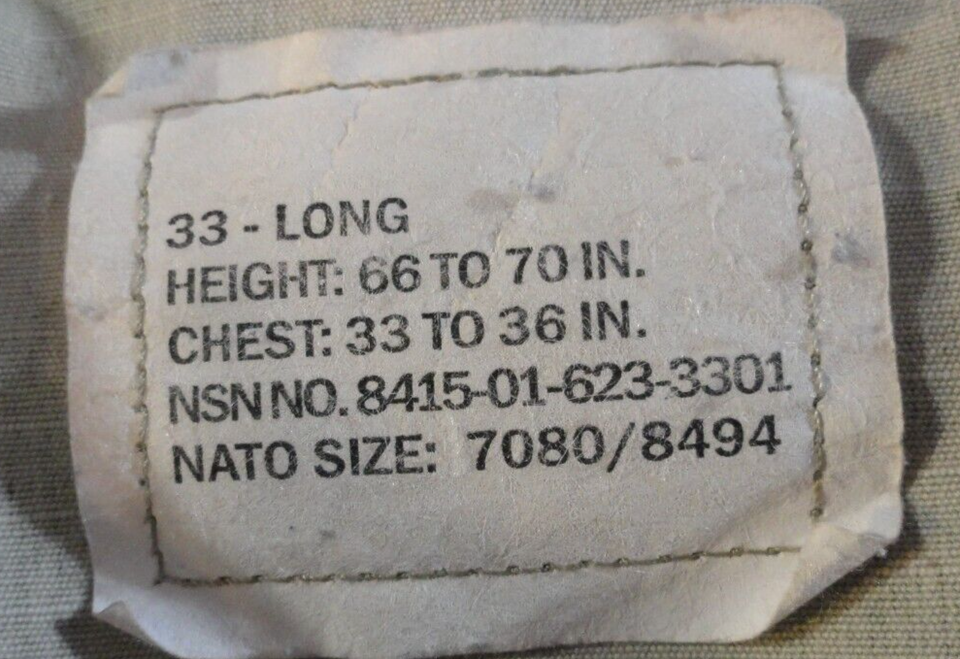 33 - LONG
HEIGHT: 66 TO 70 IN.
CHEST: 33 TO 36 IN.
NSN NO. 8415-01-623-3301
NATO SIZE: 7080/8494